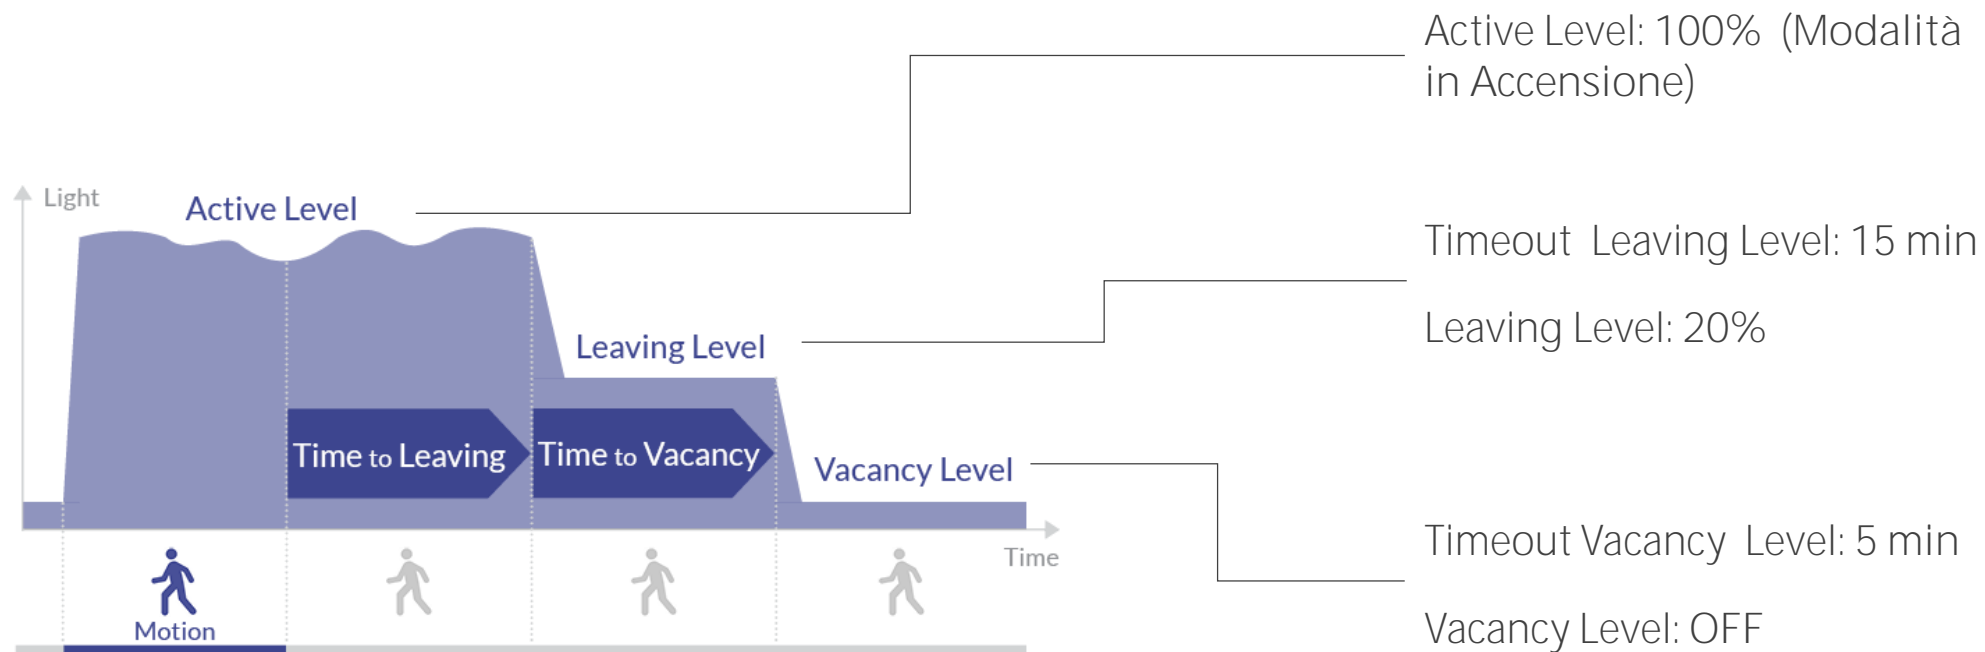 Active Level: 100% (Modalità
in Accensione)
Light
Active Level
Timeout Leaving Level: 15 min
Leaving Level: 20%
Leaving Level
Time to Leaving
Time to Vacancy
Vacancy Level
Time
Timeout Vacancy Level: 5 min
Vacancy Level: OFF
Motion